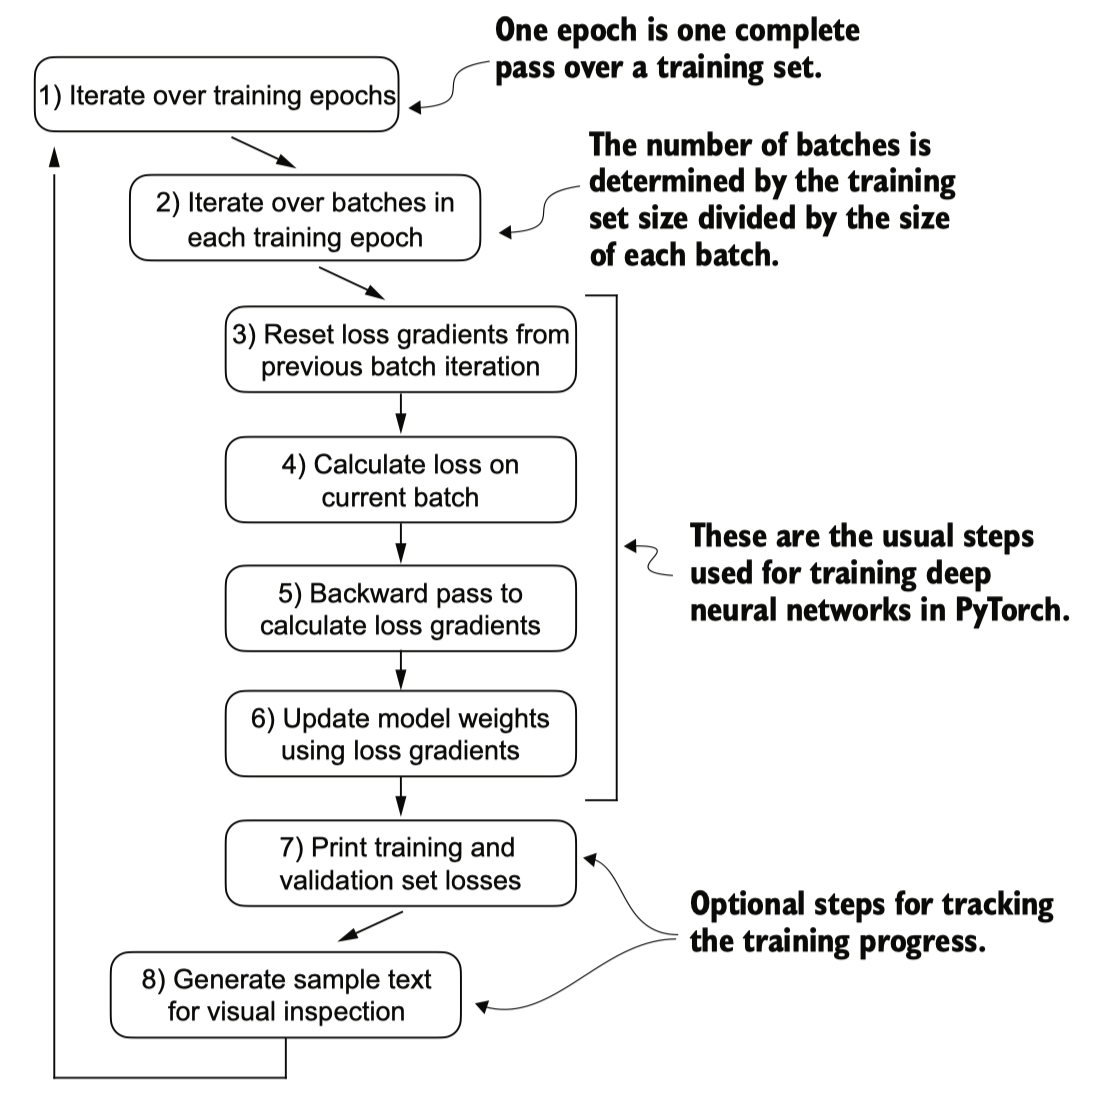 One epoch is one complete
pass over a training set.
1) Iterate over training epochs
The number of batches is
determined by the training
set size divided by the size
of each batch.
2) Iterate over batches in
each training epoch
3) Reset loss gradients from
previous batch iteration
4) Calculate loss on
current batch
5) Backward pass to
calculate loss gradients
These are the usual steps
used for training deep
neural networks in PyTorch.
6) Update model weights
using loss gradients
7) Print training and
validation set losses
Optional steps for tracking
the training progress.
8) Generate sample text
for visual inspection